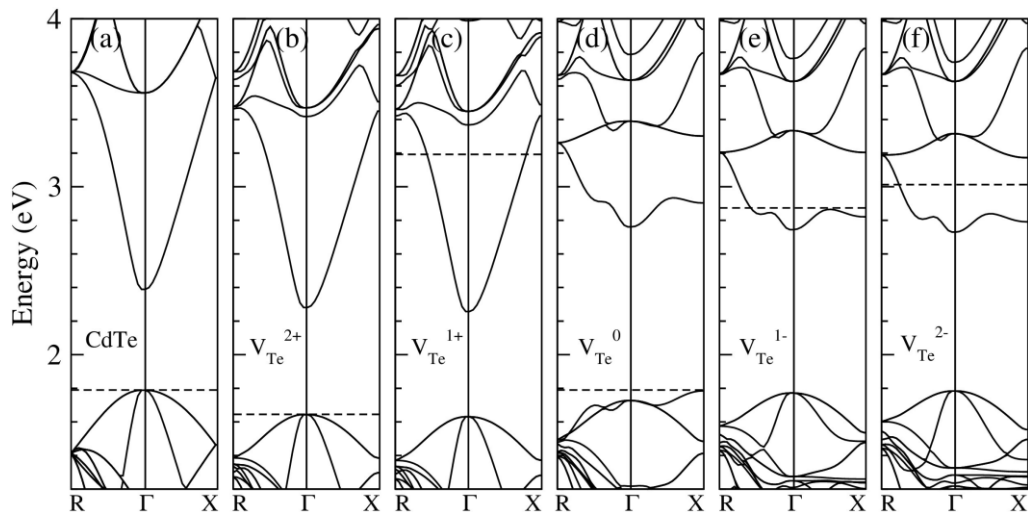 4
3
2
Energy (eV)
(a)
(b)
(c)
(d)
(e)
(f)
CdTe
V_Te^2+
V_Te^1+
V_Te^0
V_Te^1-
V_Te^2-
R Γ X R Γ X R Γ X R Γ X R Γ X R Γ X